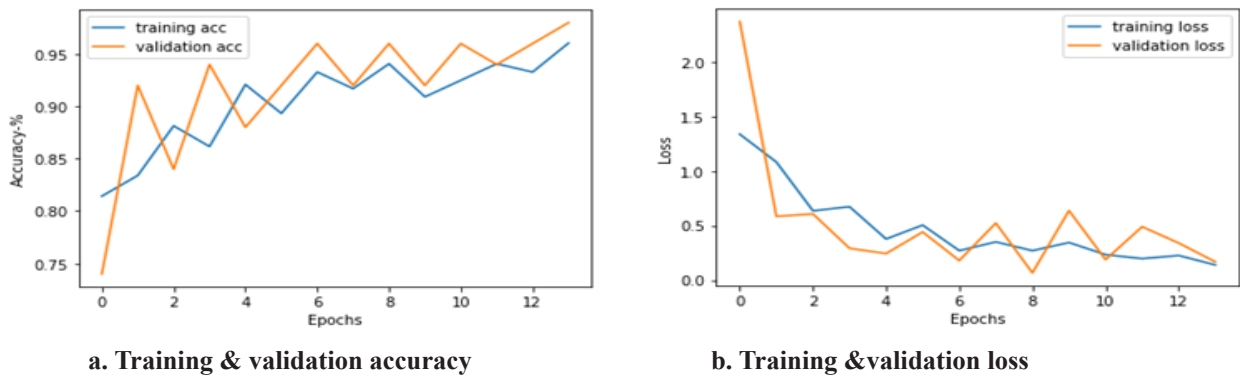 training acc
validation acc
0.95
0.90
0.85
0.80
0.75
Accuracy-%
0 2 4 6 8 10 12
Epochs
a. Training & validation accuracy
training loss
validation loss
2.0
1.5
1.0
0.5
0.0
Loss
0 2 4 6 8 10 12
Epochs
b. Training &validation loss